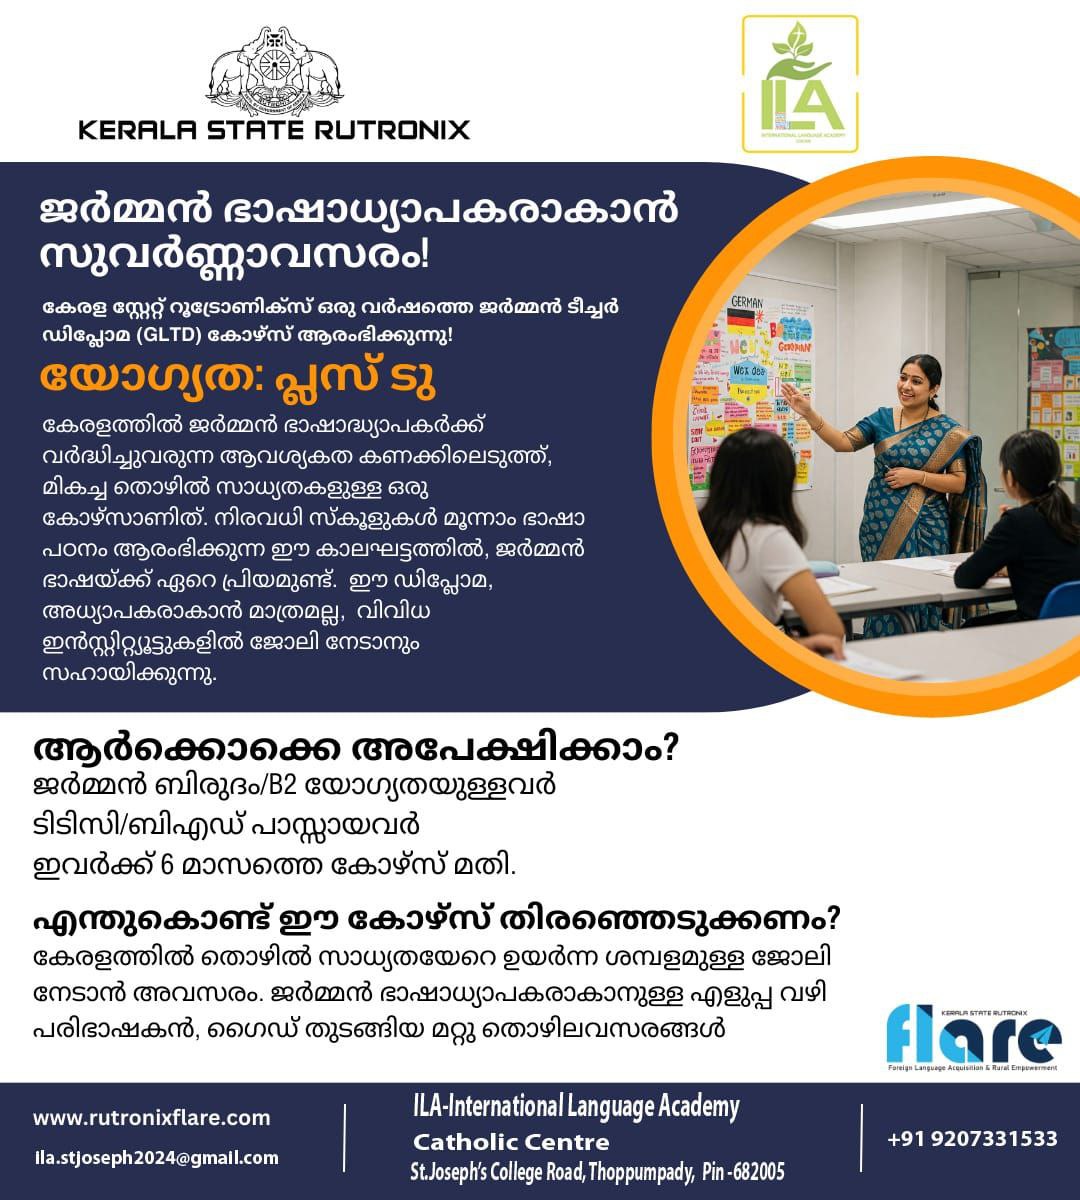 KERALA STATE RUTRONIX
ILA
INTERNATIONAL LANGUAGE ACADEMY
ജർമ്മൻ ഭാഷാധ്യാപകരാകാൻ
സുവർണ്ണാവസരം!
കേരള സ്റ്റേറ്റ് റൂട്രോണിക്സ് ഒരു വർഷത്തെ ജർമ്മൻ ടീച്ചർ
ഡിപ്ലോമ (GLTD) കോഴ്സ് ആരംഭിക്കുന്നു!
യോഗ്യത: പ്ലസ് ടു
കേരളത്തിൽ ജർമ്മൻ ഭാഷാദ്ധ്യാപകർക്ക്
വർദ്ധിച്ചുവരുന്ന ആവശ്യകത കണക്കിലെടുത്ത്,
മികച്ച തൊഴിൽ സാധ്യതകളുള്ള ഒരു
കോഴ്സാണിത്. നിരവധി സ്കൂളുകൾ മൂന്നാം ഭാഷാ
പഠനം ആരംഭിക്കുന്ന ഈ കാലഘട്ടത്തിൽ, ജർമ്മൻ
ഭാഷയ്ക്ക് ഏറെ പ്രിയമുണ്ട്. ഈ ഡിപ്ലോമ,
അധ്യാപകരാകാൻ മാത്രമല്ല, വിവിധ
ഇൻസ്റ്റിറ്റ്യൂട്ടുകളിൽ ജോലി നേടാനും
സഹായിക്കുന്നു.
GERMAN
ആർക്കൊക്കെ അപേക്ഷിക്കാം?
ജർമ്മൻ ബിരുദം/B2 യോഗ്യതയുള്ളവർ
ടിടിസി/ബിഎഡ് പാസ്സായവർ
ഇവർക്ക് 6 മാസത്തെ കോഴ്സ് മതി.
എന്തുകൊണ്ട് ഈ കോഴ്സ് തിരഞ്ഞെടുക്കണം?
കേരളത്തിൽ തൊഴിൽ സാധ്യതയേറെ ഉയർന്ന ശമ്പളമുള്ള ജോലി
നേടാൻ അവസരം. ജർമ്മൻ ഭാഷാധ്യാപകരാകാനുള്ള എളുപ്പ വഴി
പരിഭാഷകൻ, ഗൈഡ് തുടങ്ങിയ മറ്റു തൊഴിലവസരങ്ങൾ
KERALA STATE RUTRONIX
flare
Foreign Language Acquisition & Rural Empowerment
www.rutronixflare.com
ila.stjoseph2024@gmail.com
ILA-International Language Academy
Catholic Centre
St.Joseph's College Road, Thoppumpady, Pin -682005
+91 9207331533